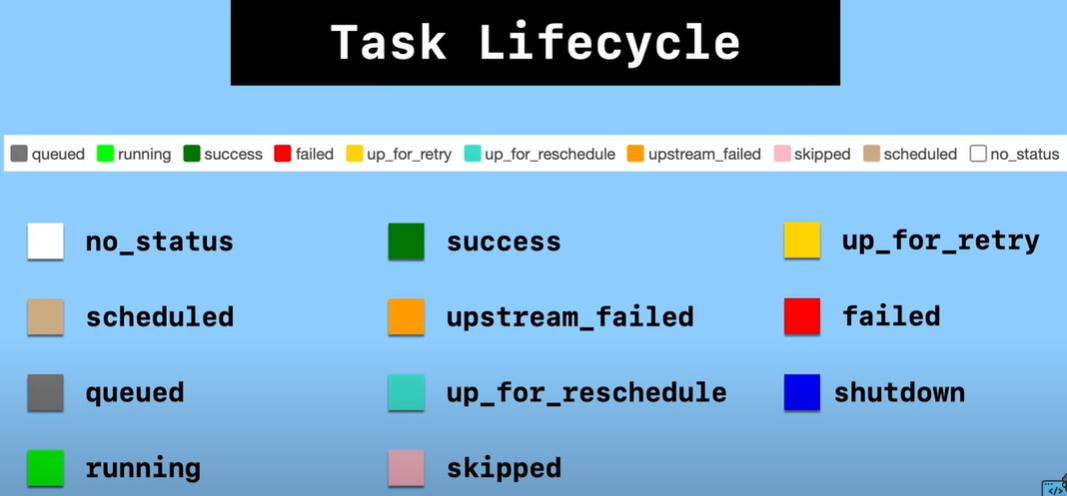 Task Lifecycle
queued running success failed up_for_retry up_for_reschedule upstream_failed skipped scheduled no_status
no_status success up_for_retry
scheduled upstream_failed failed
queued up_for_reschedule shutdown
running skipped
</>